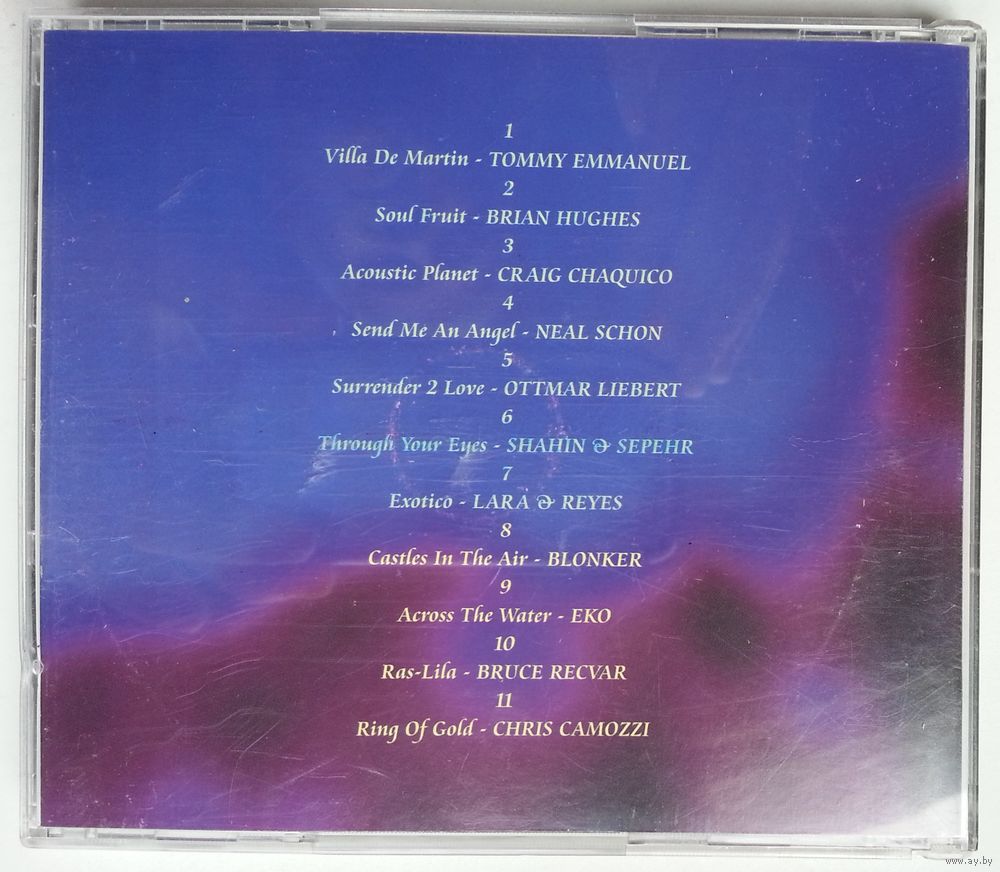 1
Villa De Martin - TOMMY EMMANUEL
2
Soul Fruit - BRIAN HUGHES
3
Acoustic Planet - CRAIG CHAQUICO
4
Send Me An Angel - NEAL SCHON
5
Surrender 2 Love - OTTMAR LIEBERT
6
Through Your Eyes - SHAHIN & SEPEHR
7
Exotico - LARA & REYES
8
Castles In The Air - BLONKER
9
Across The Water - EKO
10
Ras-Lila - BRUCE RECVAR
11
Ring Of Gold - CHRIS CAMOZZI
www.ay.by